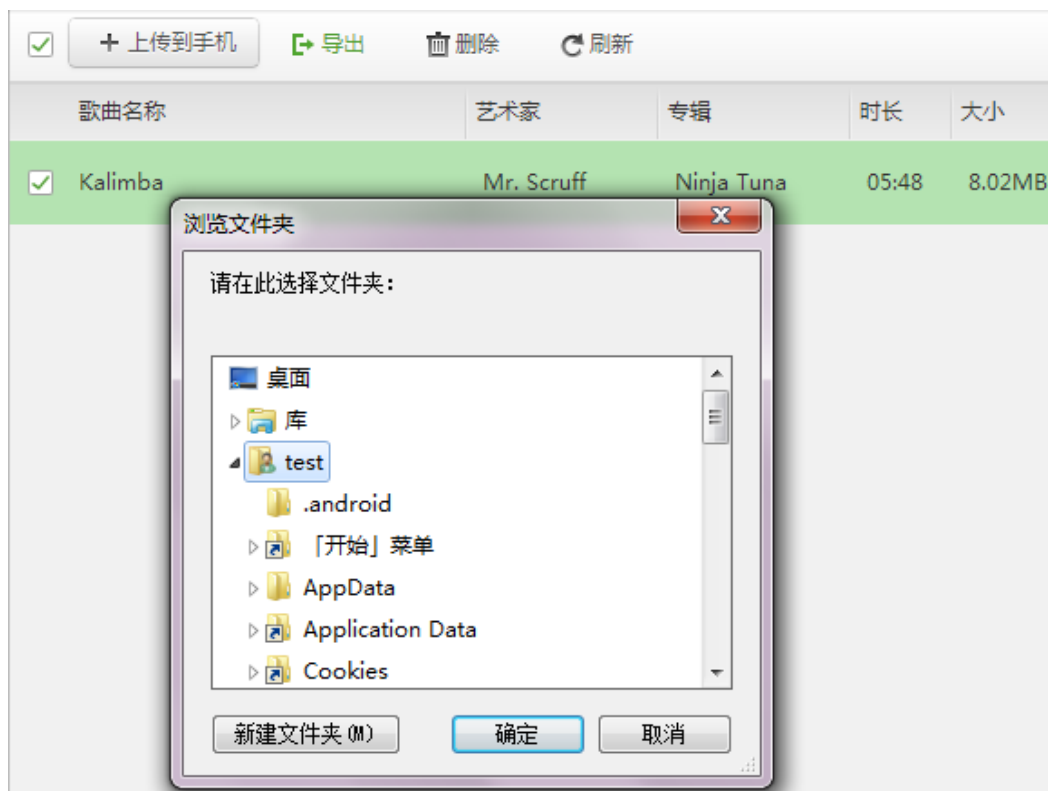 上传到手机 导出 删除 刷新
歌曲名称 艺术家 专辑 时长 大小
Kalimba Mr. Scruff Ninja Tuna 05:48 8.02MB
浏览文件夹
请在此选择文件夹:
桌面
库
test
.android
「开始」菜单
AppData
Application Data
Cookies
新建文件夹(M) 确定 取消